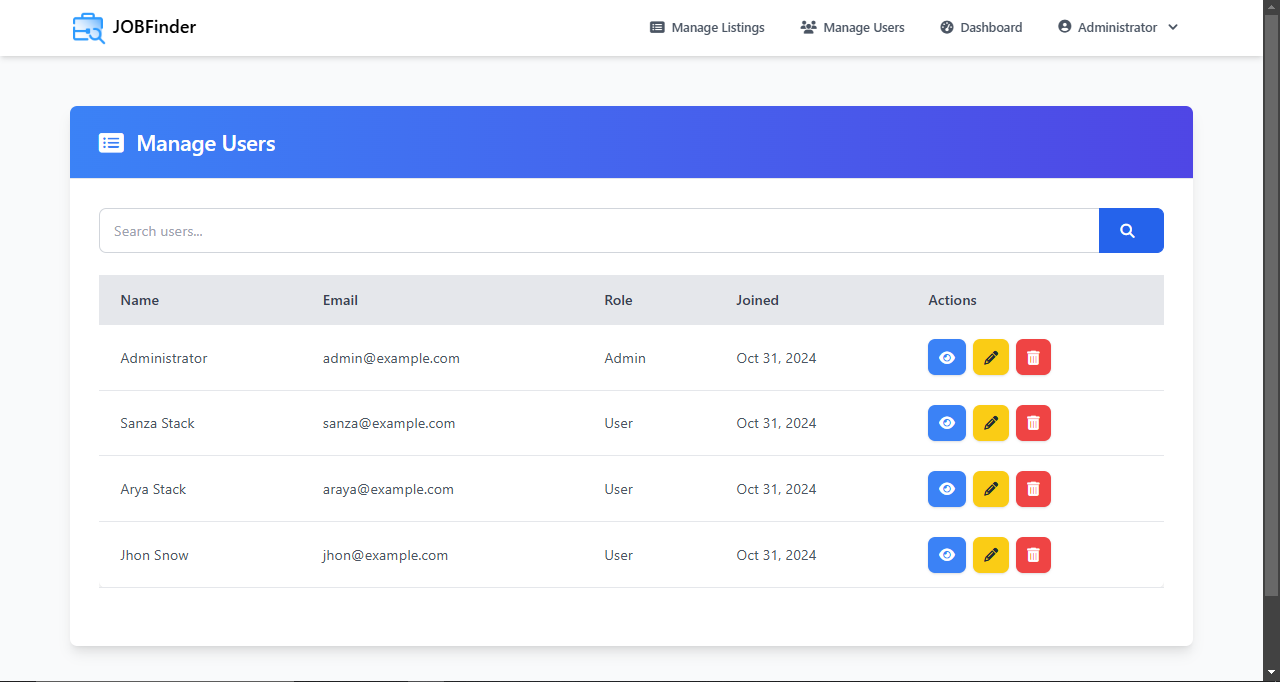 JOBFinder Manage Listings Manage Users Dashboard Administrator
Manage Users
Search users...
Name Email Role Joined Actions
Administrator admin@example.com Admin Oct 31, 2024
Sanza Stack sanza@example.com User Oct 31, 2024
Arya Stack araya@example.com User Oct 31, 2024
Jhon Snow jhon@example.com User Oct 31, 2024